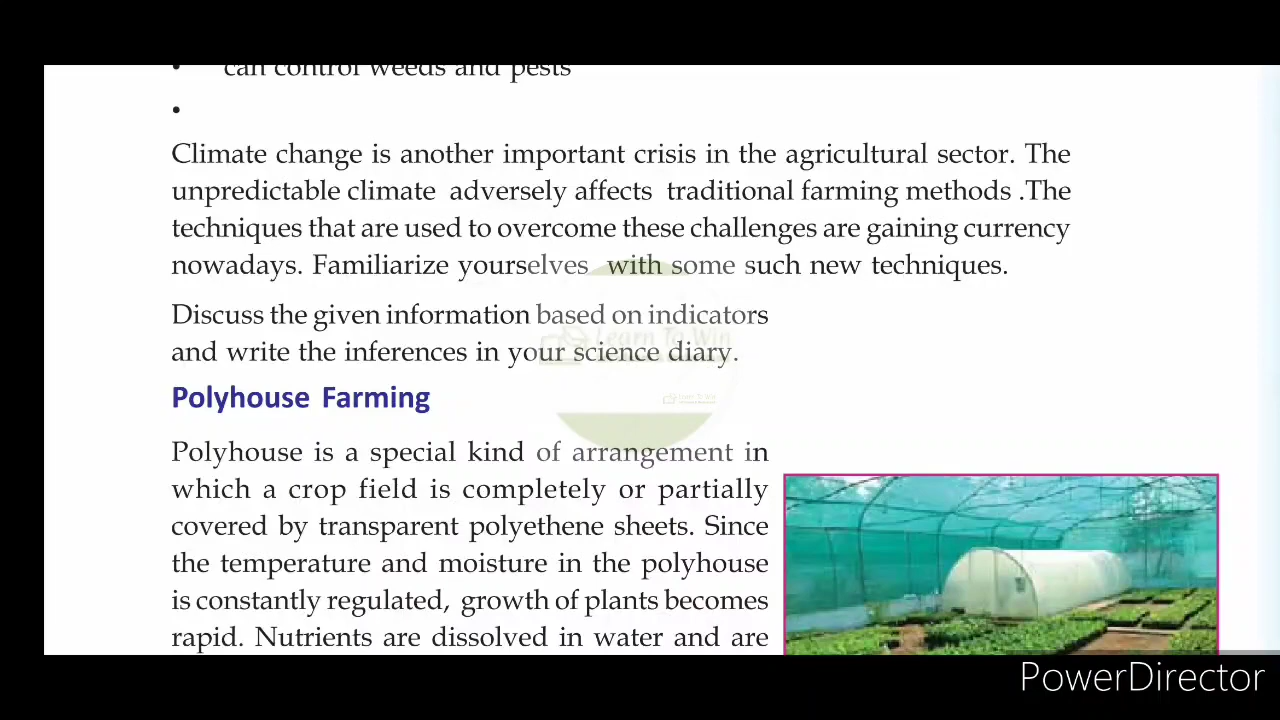 • can control weeds and pests
•
Climate change is another important crisis in the agricultural sector. The
unpredictable climate adversely affects traditional farming methods .The
techniques that are used to overcome these challenges are gaining currency
nowadays. Familiarize yourselves with some such new techniques.
Discuss the given information based on indicators
Learn To Win
and write the inferences in your science diary.
Polyhouse Farming
Polyhouse is a special kind of arrangement in
which a crop field is completely or partially
covered by transparent polyethene sheets. Since
the temperature and moisture in the polyhouse
is constantly regulated, growth of plants becomes
rapid. Nutrients are dissolved in water and are
PowerDirector